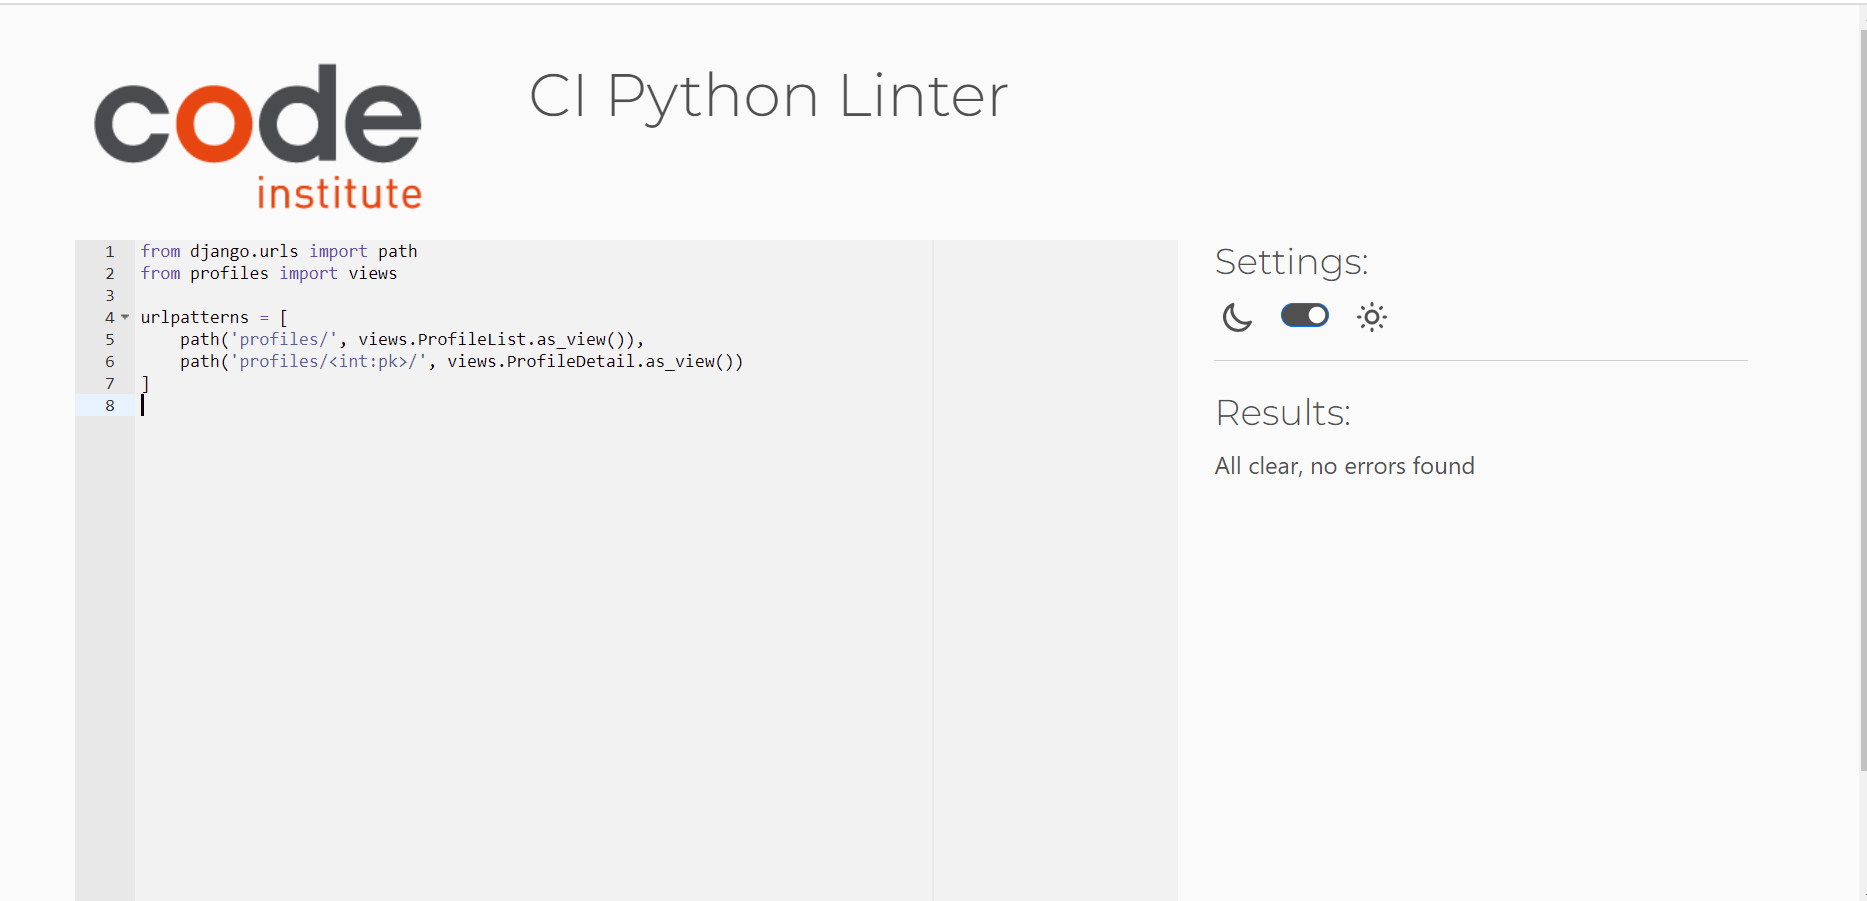 code
institute
CI Python Linter
1 from django.urls import path
2 from profiles import views
3
4 urlpatterns = [
5     path('profiles/', views.ProfileList.as_view()),
6     path('profiles/<int:pk>/', views.ProfileDetail.as_view())
7 ]
8
Settings:
Results:
All clear, no errors found